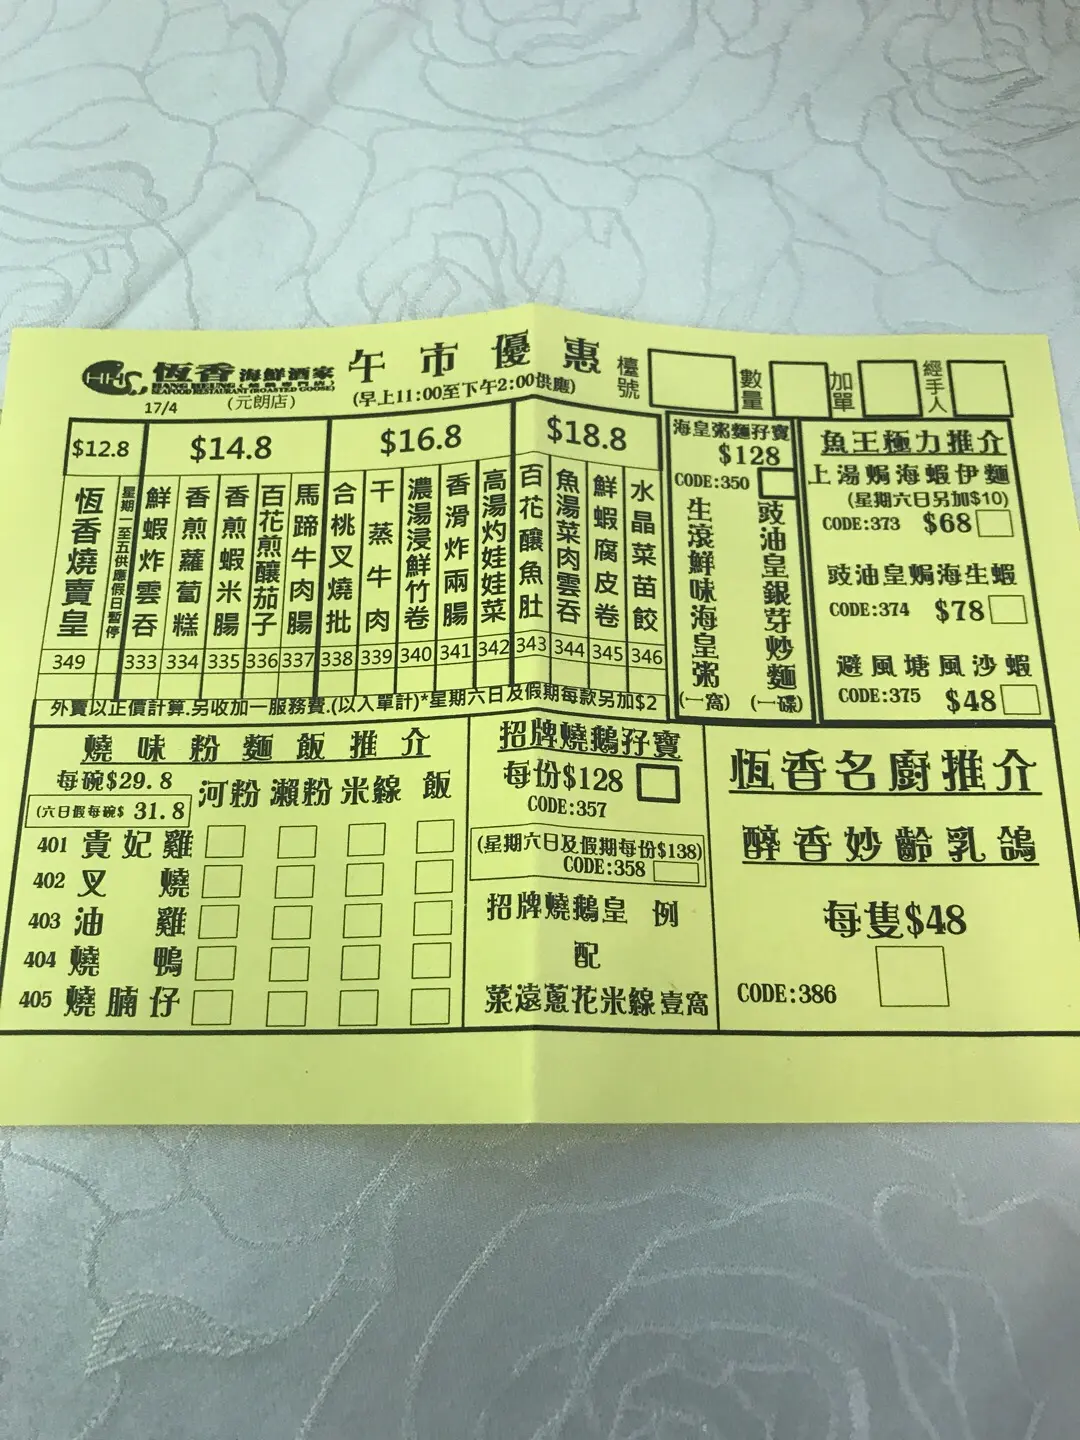 HHS
恆香 海鮮酒家
HANG HEUNG (燒鵝專門店)
SEAFOOD RESTAURANT (ROASTED GOOSE)
17/4 (元朗店)
午市優惠
(早上11:00至下午2:00供應)
檯號
數量
加單
經手人
$12.8
$14.8
$16.8
$18.8
恆香燒賣皇
星期一至五供應假日暫停
鮮蝦炸雲吞
香煎蘿蔔糕
香煎蝦米腸
百花煎釀茄子
馬蹄牛肉腸
合桃叉燒批
干蒸牛肉
濃湯浸鮮竹卷
香滑炸兩腸
高湯灼娃娃菜
百花釀魚肚
魚湯菜肉雲吞
鮮蝦腐皮卷
水晶菜苗餃
349 333 334 335 336 337 338 339 340 341 342 343 344 345 346
外賣以正價計算.另收加一服務費.(以入單計)*星期六日及假期每款另加$2
海皇粥麵孖寶
$128
CODE:350
生滾鮮味海皇粥
(一窩)
豉油皇銀芽炒麵
(一碟)
魚王極力推介
上湯焗海蝦伊麵
(星期六日另加$10)
CODE:373 $68
豉油皇焗海生蝦
CODE:374 $78
避風塘風沙蝦
CODE:375 $48
燒味粉麵飯推介
每碗$29.8
(六日假每碗$ 31.8
河粉 瀨粉 米線 飯
401 貴妃雞
402 叉燒
403 油雞
404 燒鴨
405 燒腩仔
招牌燒鵝孖寶
每份$128
CODE:357
(星期六日及假期每份$138)
CODE:358
招牌燒鵝皇 例
配
菜遠蔥花米線壹窩
恆香名廚推介
醉香妙齡乳鴿
每隻$48
CODE:386